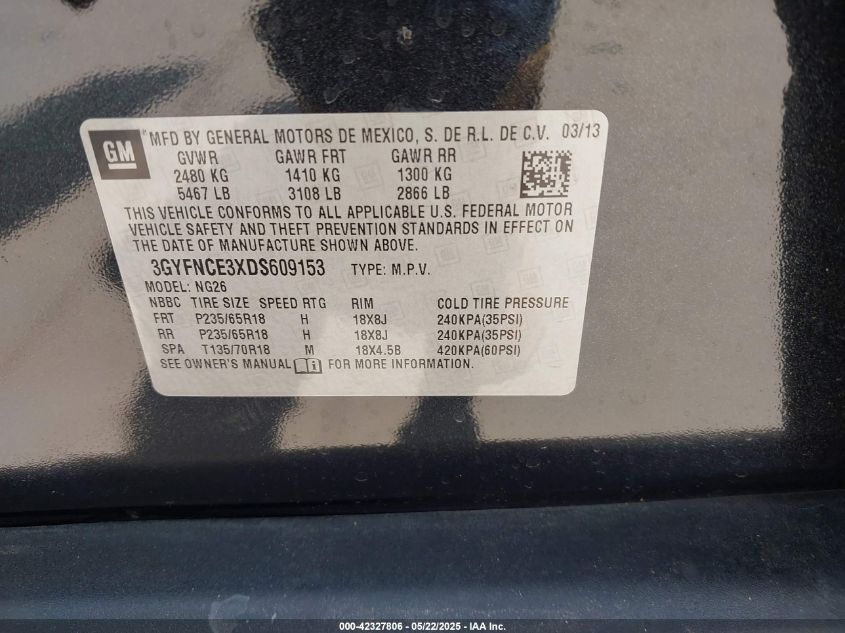 GM
MFD BY GENERAL MOTORS DE MEXICO, S. DE R.L. DE C.V. 03/13
GVWR GAWR FRT GAWR RR
2480 KG 1410 KG 1300 KG
5467 LB 3108 LB 2866 LB
THIS VEHICLE CONFORMS TO ALL APPLICABLE U.S. FEDERAL MOTOR
VEHICLE SAFETY AND THEFT PREVENTION STANDARDS IN EFFECT ON
THE DATE OF MANUFACTURE SHOWN ABOVE.
3GYFNCE3XDS609153 TYPE: M.P.V.
MODEL: NG26
NBBC TIRE SIZE SPEED RTG RIM COLD TIRE PRESSURE
FRT P235/65R18 H 18X8J 240KPA(35PSI)
RR P235/65R18 H 18X8J 240KPA(35PSI)
SPA T135/70R18 M 18X4.5B 420KPA(60PSI)
SEE OWNER'S MANUAL FOR MORE INFORMATION.
000-42327806 - 05/22/2025 - IAA Inc.